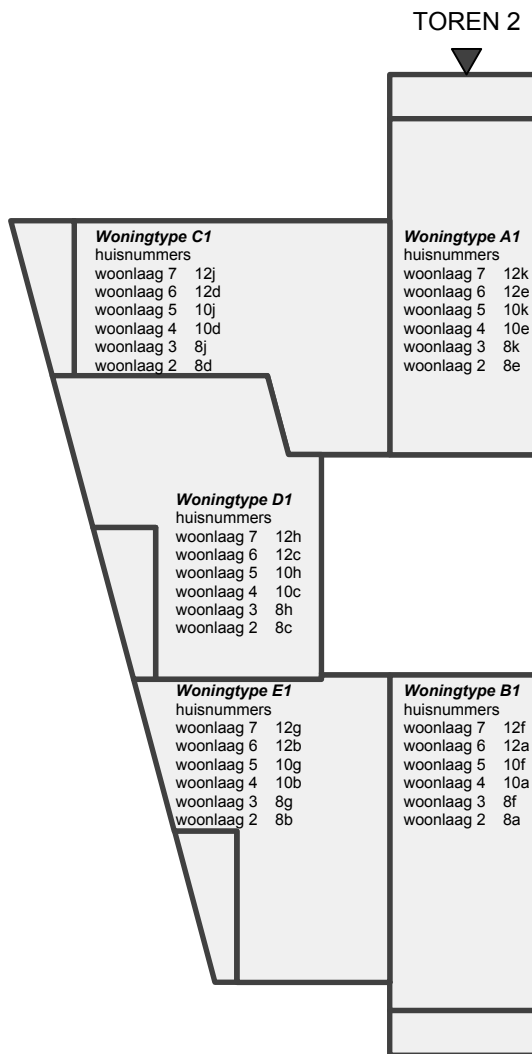 TOREN 2
Woningtype C1
huisnummers
woonlaag 7 12j
woonlaag 6 12d
woonlaag 5 10j
woonlaag 4 10d
woonlaag 3 8j
woonlaag 2 8d
Woningtype A1
huisnummers
woonlaag 7 12k
woonlaag 6 12e
woonlaag 5 10k
woonlaag 4 10e
woonlaag 3 8k
woonlaag 2 8e
Woningtype D1
huisnummers
woonlaag 7 12h
woonlaag 6 12c
woonlaag 5 10h
woonlaag 4 10c
woonlaag 3 8h
woonlaag 2 8c
Woningtype E1
huisnummers
woonlaag 7 12g
woonlaag 6 12b
woonlaag 5 10g
woonlaag 4 10b
woonlaag 3 8g
woonlaag 2 8b
Woningtype B1
huisnummers
woonlaag 7 12f
woonlaag 6 12a
woonlaag 5 10f
woonlaag 4 10a
woonlaag 3 8f
woonlaag 2 8a